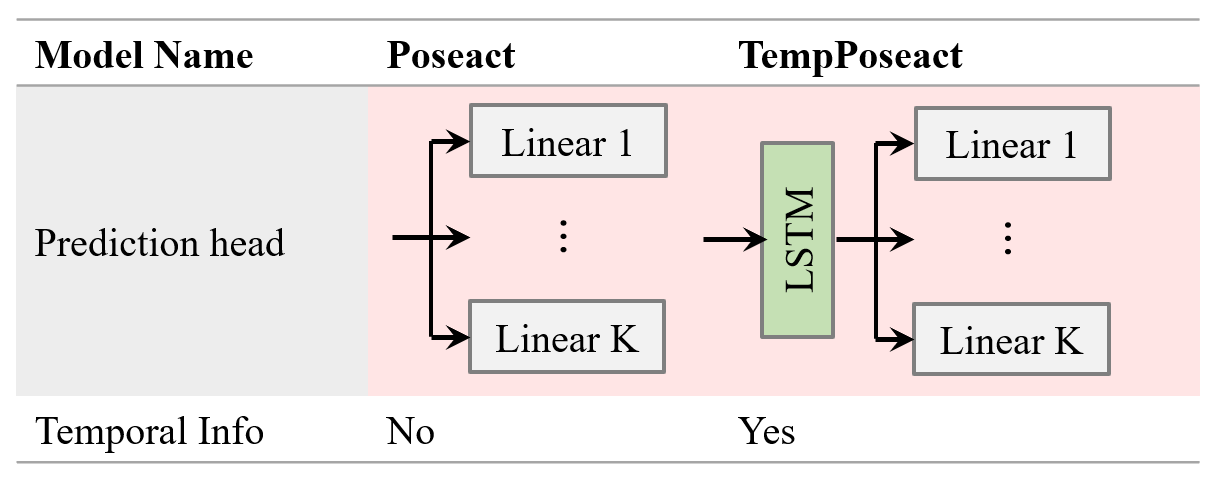 Model Name Poseact TempPoseact
Linear 1 Linear 1
Prediction head ⋮ LSTM ⋮
Linear K Linear K
Temporal Info No Yes